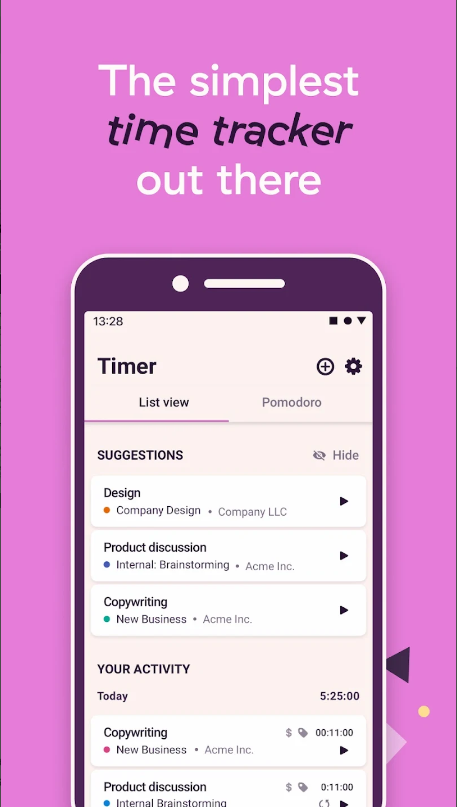 The simplest
time tracker
out there
13:28
Timer
List view
Pomodoro
SUGGESTIONS
Hide
Design
Company Design • Company LLC
Product discussion
Internal: Brainstorming • Acme Inc.
Copywriting
New Business • Acme Inc.
YOUR ACTIVITY
Today 5:25:00
Copywriting $ 00:11:00
New Business • Acme Inc.
Product discussion $ 0:11:00
Internal Brainstorming